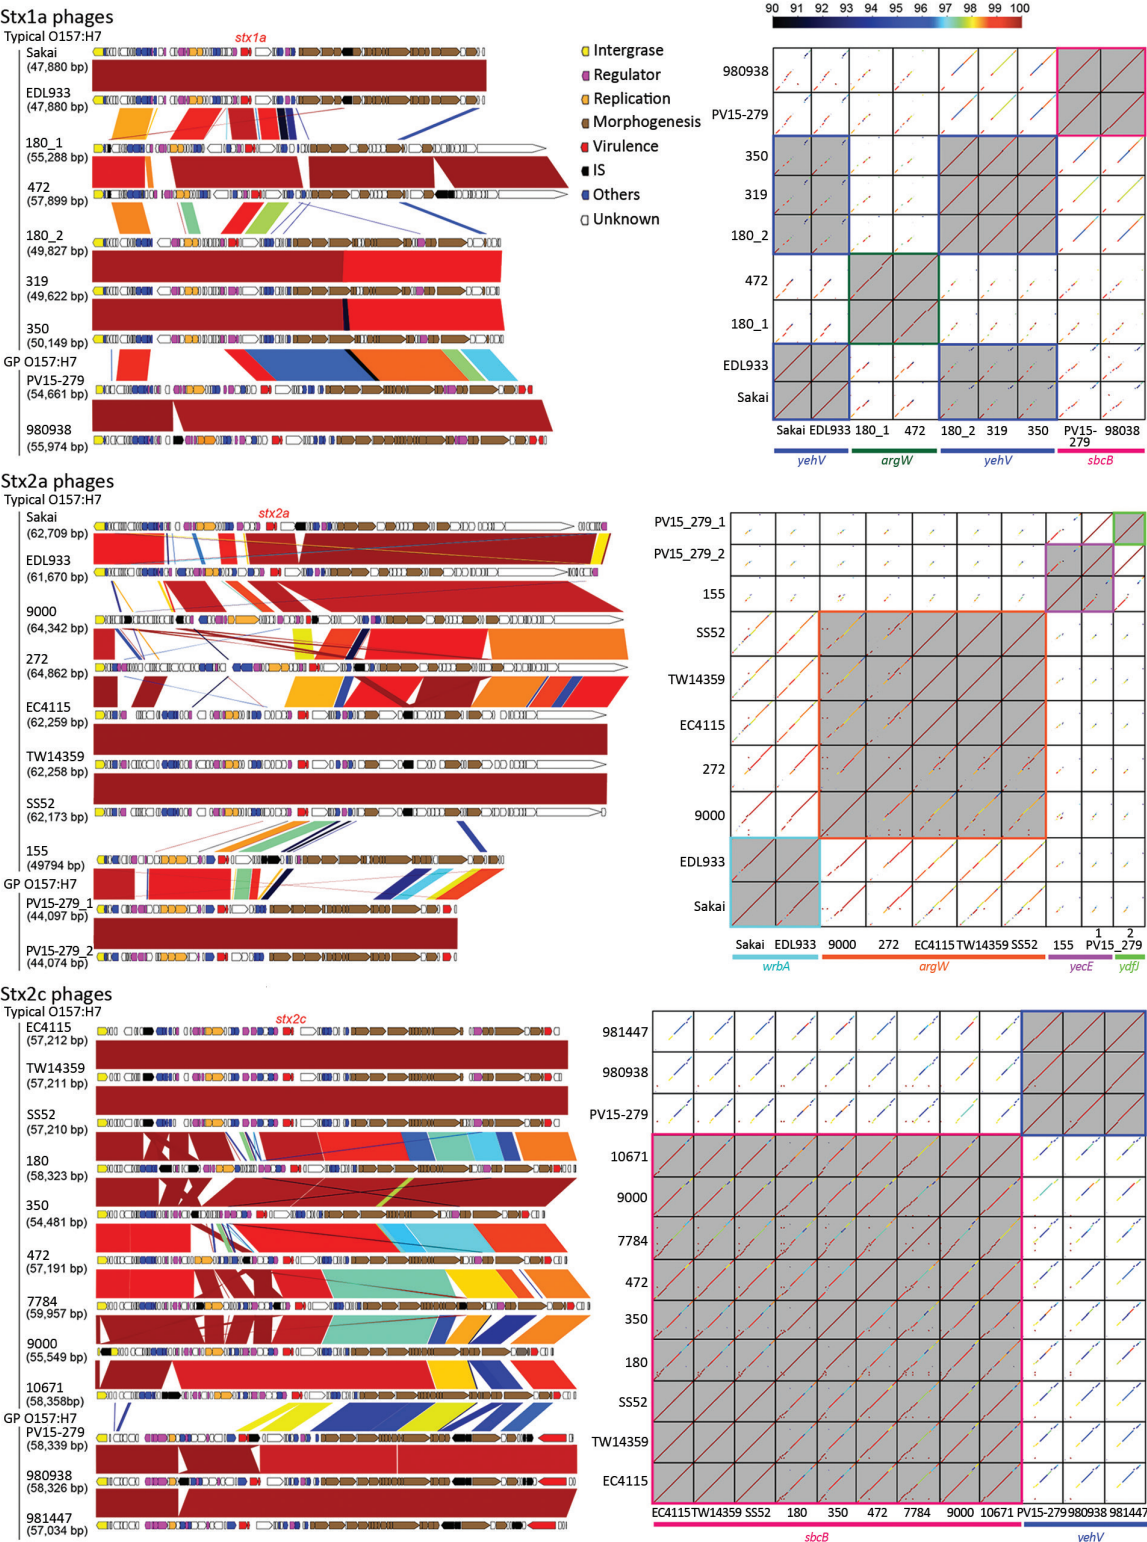 Stx1a phages
Typical O157:H7
stx1a
Sakai
(47,880 bp)
EDL933
(47,880 bp)
180_1
(55,288 bp)
472
(57,899 bp)
180_2
(49,827 bp)
319
(49,622 bp)
350
(50,149 bp)
GP O157:H7
PV15-279
(54,661 bp)
980938
(55,974 bp)
Intergrase
Regulator
Replication
Morphogenesis
Virulence
IS
Others
Unknown
90 91 92 93 94 95 96 97 98 99 100
980938
PV15-279
350
319
180_2
472
180_1
EDL933
Sakai
Sakai EDL933 180_1 472 180_2 319 350 PV15-279 98038
yehV argW yehV sbcB
Stx2a phages
Typical O157:H7
stx2a
Sakai
(62,709 bp)
EDL933
(61,670 bp)
9000
(64,342 bp)
272
(64,862 bp)
EC4115
(62,259 bp)
TW14359
(62,258 bp)
SS52
(62,173 bp)
155
(49794 bp)
GP O157:H7
PV15-279_1
(44,097 bp)
PV15-279_2
(44,074 bp)
PV15_279_1
PV15_279_2
155
SS52
TW14359
EC4115
272
9000
EDL933
Sakai
1 2
Sakai EDL933 9000 272 EC4115 TW14359 SS52 155 PV15_279
wrbA argW yecE ydfJ
Stx2c phages
Typical O157:H7
stx2c
EC4115
(57,212 bp)
TW14359
(57,211 bp)
SS52
(57,210 bp)
180
(58,323 bp)
350
(54,481 bp)
472
(57,191 bp)
7784
(59,957 bp)
9000
(55,549 bp)
10671
(58,358bp)
GP O157:H7
PV15-279
(58,339 bp)
980938
(58,326 bp)
981447
(57,034 bp)
981447
980938
PV15-279
10671
9000
7784
472
350
180
SS52
TW14359
EC4115
EC4115 TW14359 SS52 180 350 472 7784 9000 10671 PV15-279 980938 981447
sbcB yehV